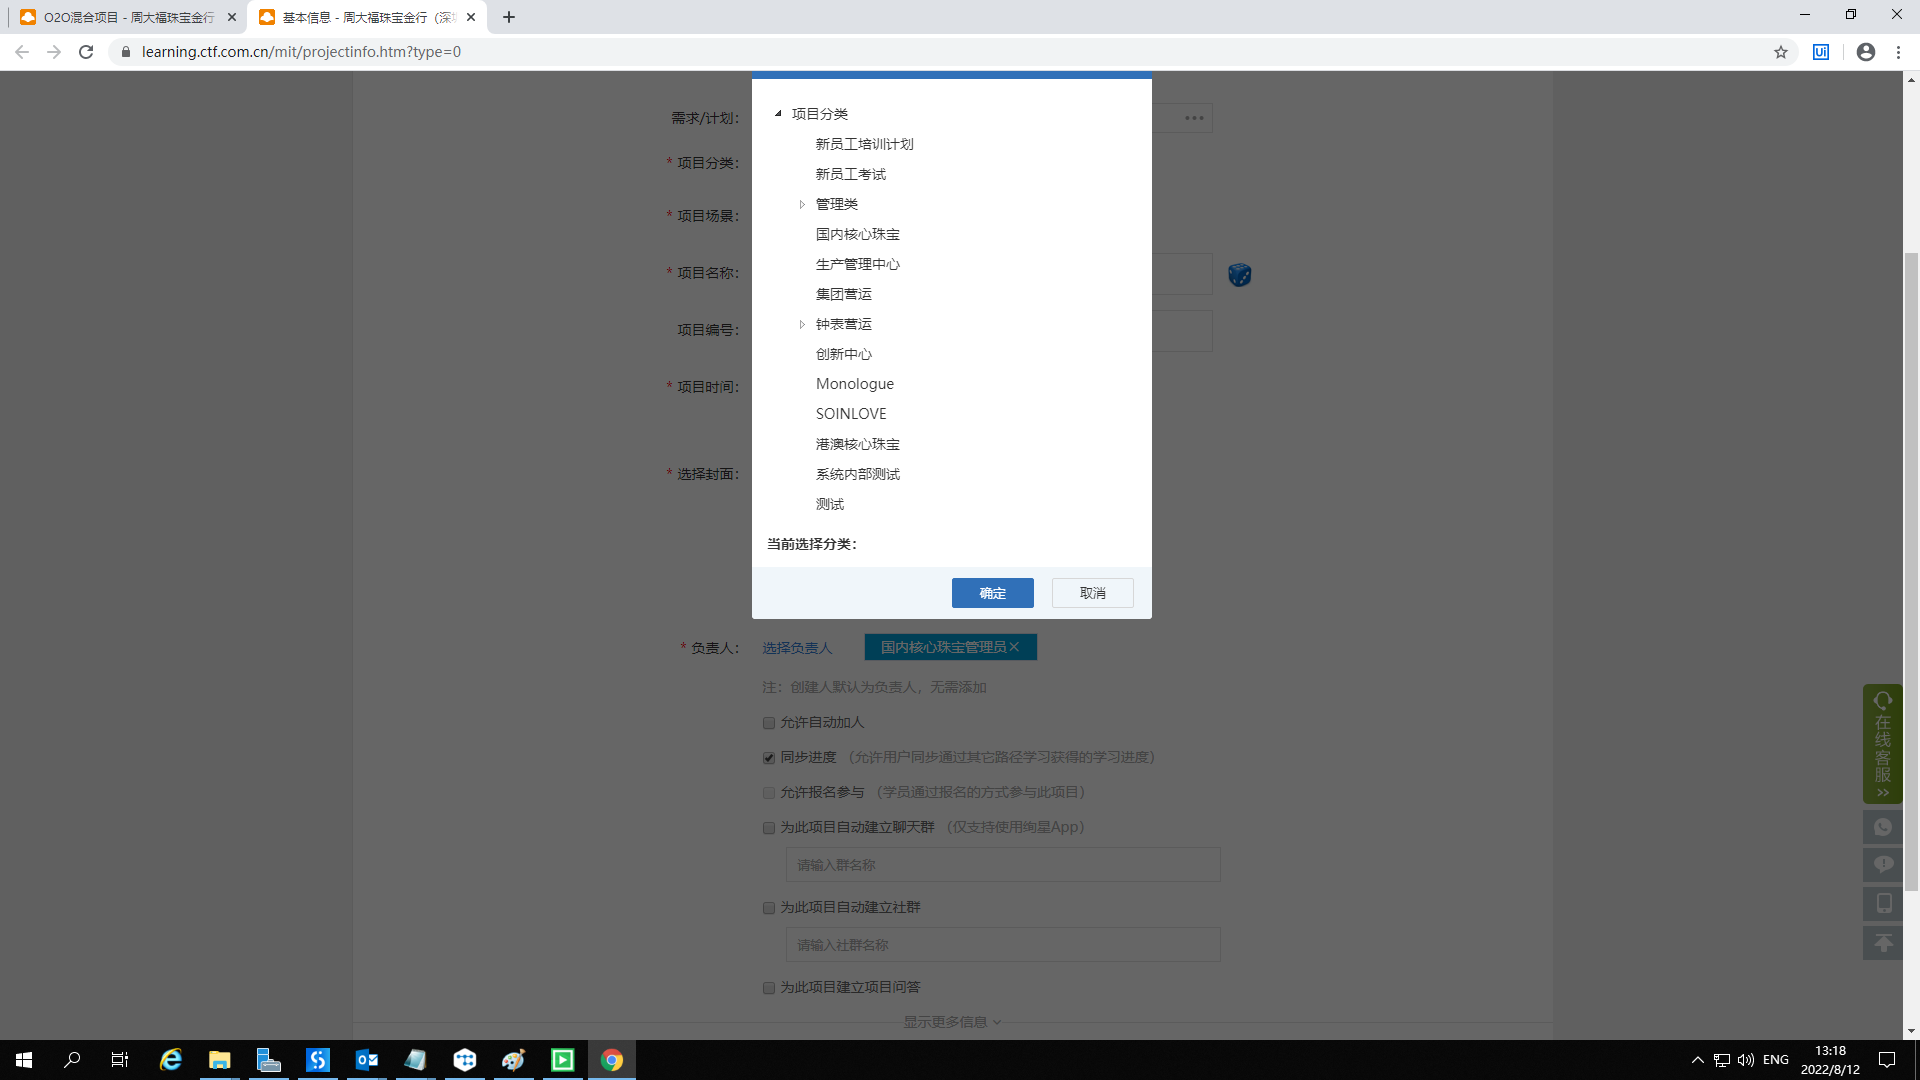 O2O混合项目 - 周大福珠宝金行
基本信息 - 周大福珠宝金行（深圳
learning.ctf.com.cn/mit/projectinfo.htm?type=0
需求/计划：
* 项目分类：
* 项目场景：
* 项目名称：
项目编号：
* 项目时间：
* 选择封面：
项目分类
新员工培训计划
新员工考试
管理类
国内核心珠宝
生产管理中心
集团营运
钟表营运
创新中心
Monologue
SOINLOVE
港澳核心珠宝
系统内部测试
测试
当前选择分类：
确定
取消
* 负责人：
选择负责人
国内核心珠宝管理员
注：创建人默认为负责人，无需添加
允许自动加人
同步进度 （允许用户同步通过其它路径学习获得的学习进度）
允许报名参与 （学员通过报名的方式参与此项目）
为此项目自动建立聊天群 （仅支持使用绚星App）
请输入群名称
为此项目自动建立社群
请输入社群名称
为此项目建立项目问答
显示更多信息
在线客服
ENG
13:18
2022/8/12